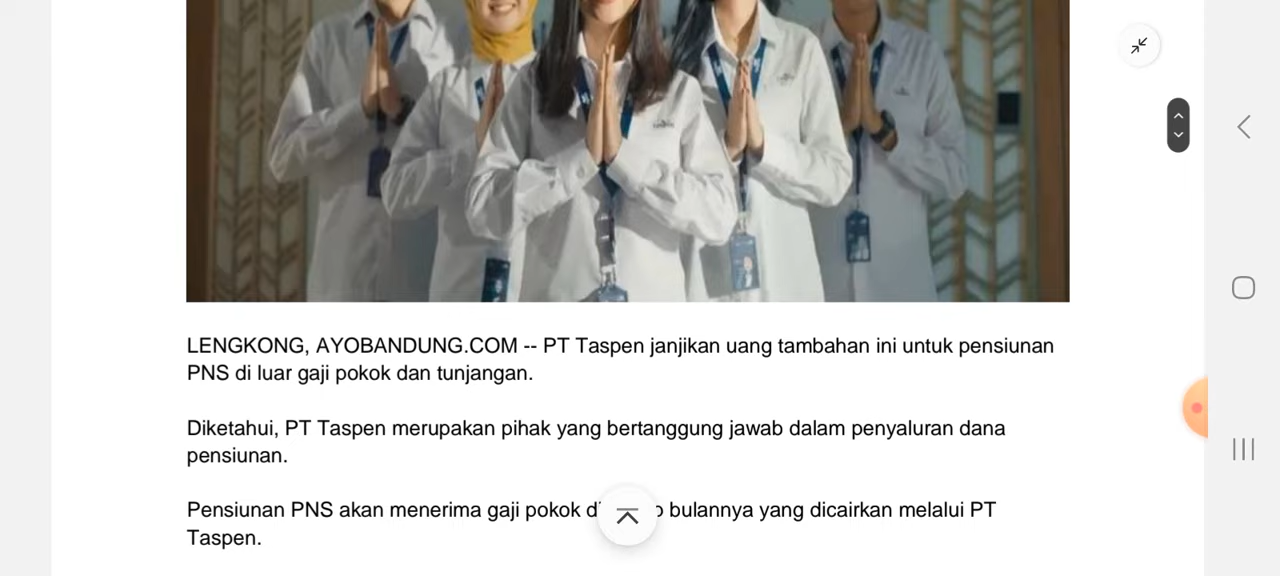 LENGKONG, AYOBANDUNG.COM -- PT Taspen janjikan uang tambahan ini untuk pensiunan
PNS di luar gaji pokok dan tunjangan.
Diketahui, PT Taspen merupakan pihak yang bertanggung jawab dalam penyaluran dana
pensiunan.
Pensiunan PNS akan menerima gaji pokok bulannya yang dicairkan melalui PT
Taspen.